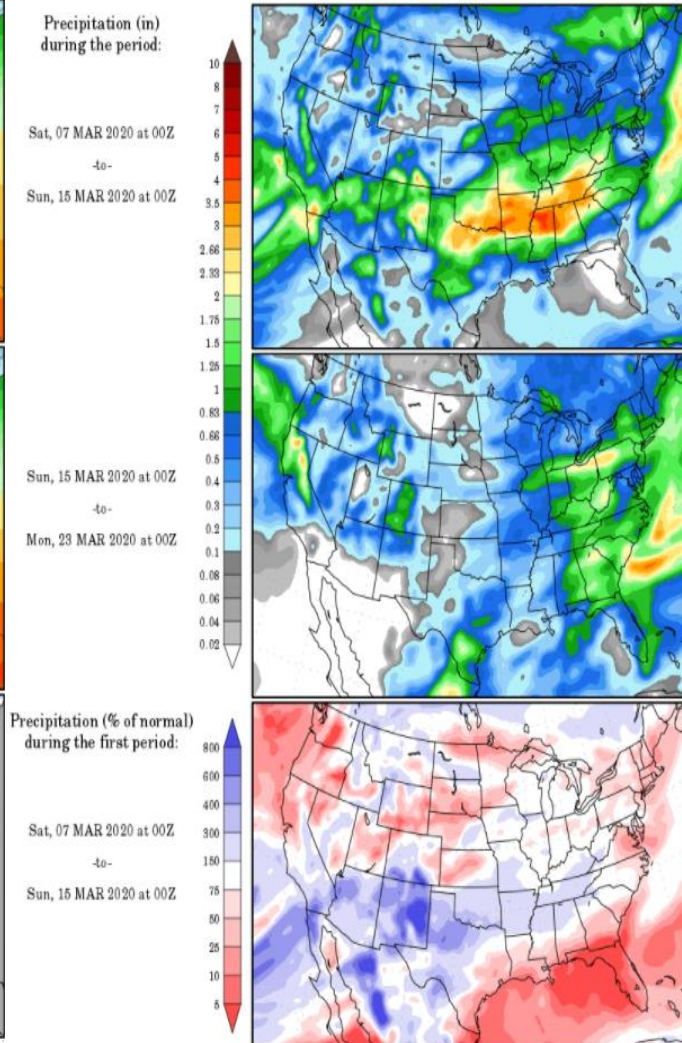 Precipitation (in)
during the period:
Sat, 07 MAR 2020 at 00Z
-to-
Sun, 15 MAR 2020 at 00Z
10
8
7
6
5
4
3.5
3
2.66
2.33
2
1.75
1.5
1.25
1
0.83
0.66
0.5
0.4
0.3
0.2
0.1
0.08
0.06
0.04
0.02
Sun, 15 MAR 2020 at 00Z
-to-
Mon, 23 MAR 2020 at 00Z
Precipitation (% of normal)
during the first period:
Sat, 07 MAR 2020 at 00Z
-to-
Sun, 15 MAR 2020 at 00Z
800
600
400
300
150
75
50
25
10
5